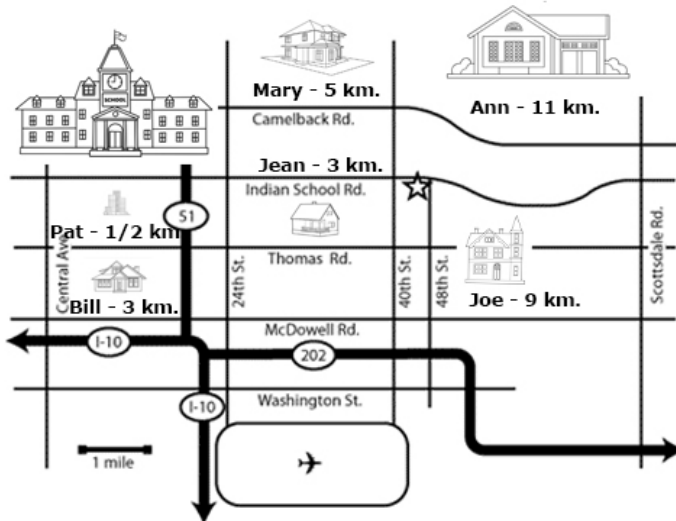 SCHOOL
Mary - 5 km.
Ann - 11 km.
Camelback Rd.
Jean - 3 km.
Indian School Rd.
51
Pat - 1/2 km
Central Ave
24th St.
Thomas Rd.
40th St.
48th St.
Scottsdale Rd.
Bill - 3 km.
Joe - 9 km.
McDowell Rd.
I-10
202
I-10
Washington St.
1 mile